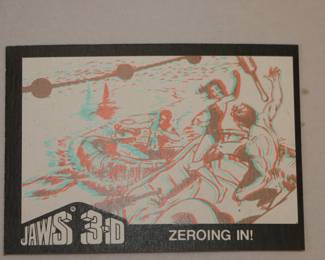 JAWS 3-D
ZEROING IN!